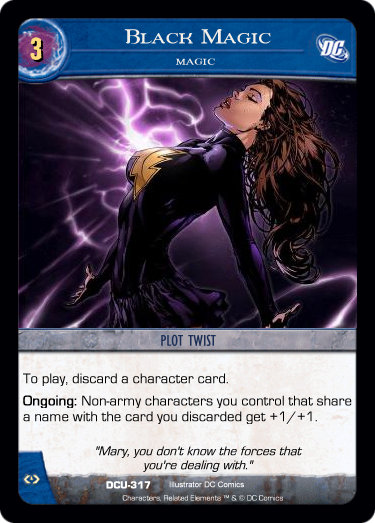 3
BLACK MAGIC
MAGIC
DC
PLOT TWIST
To play, discard a character card.
Ongoing: Non-army characters you control that share
a name with the card you discarded get +1/+1.
"Mary, you don't know the forces that
you're dealing with."
DCU-317 Illustrator DC Comics
Characters, Related Elements ™ & © DC Comics